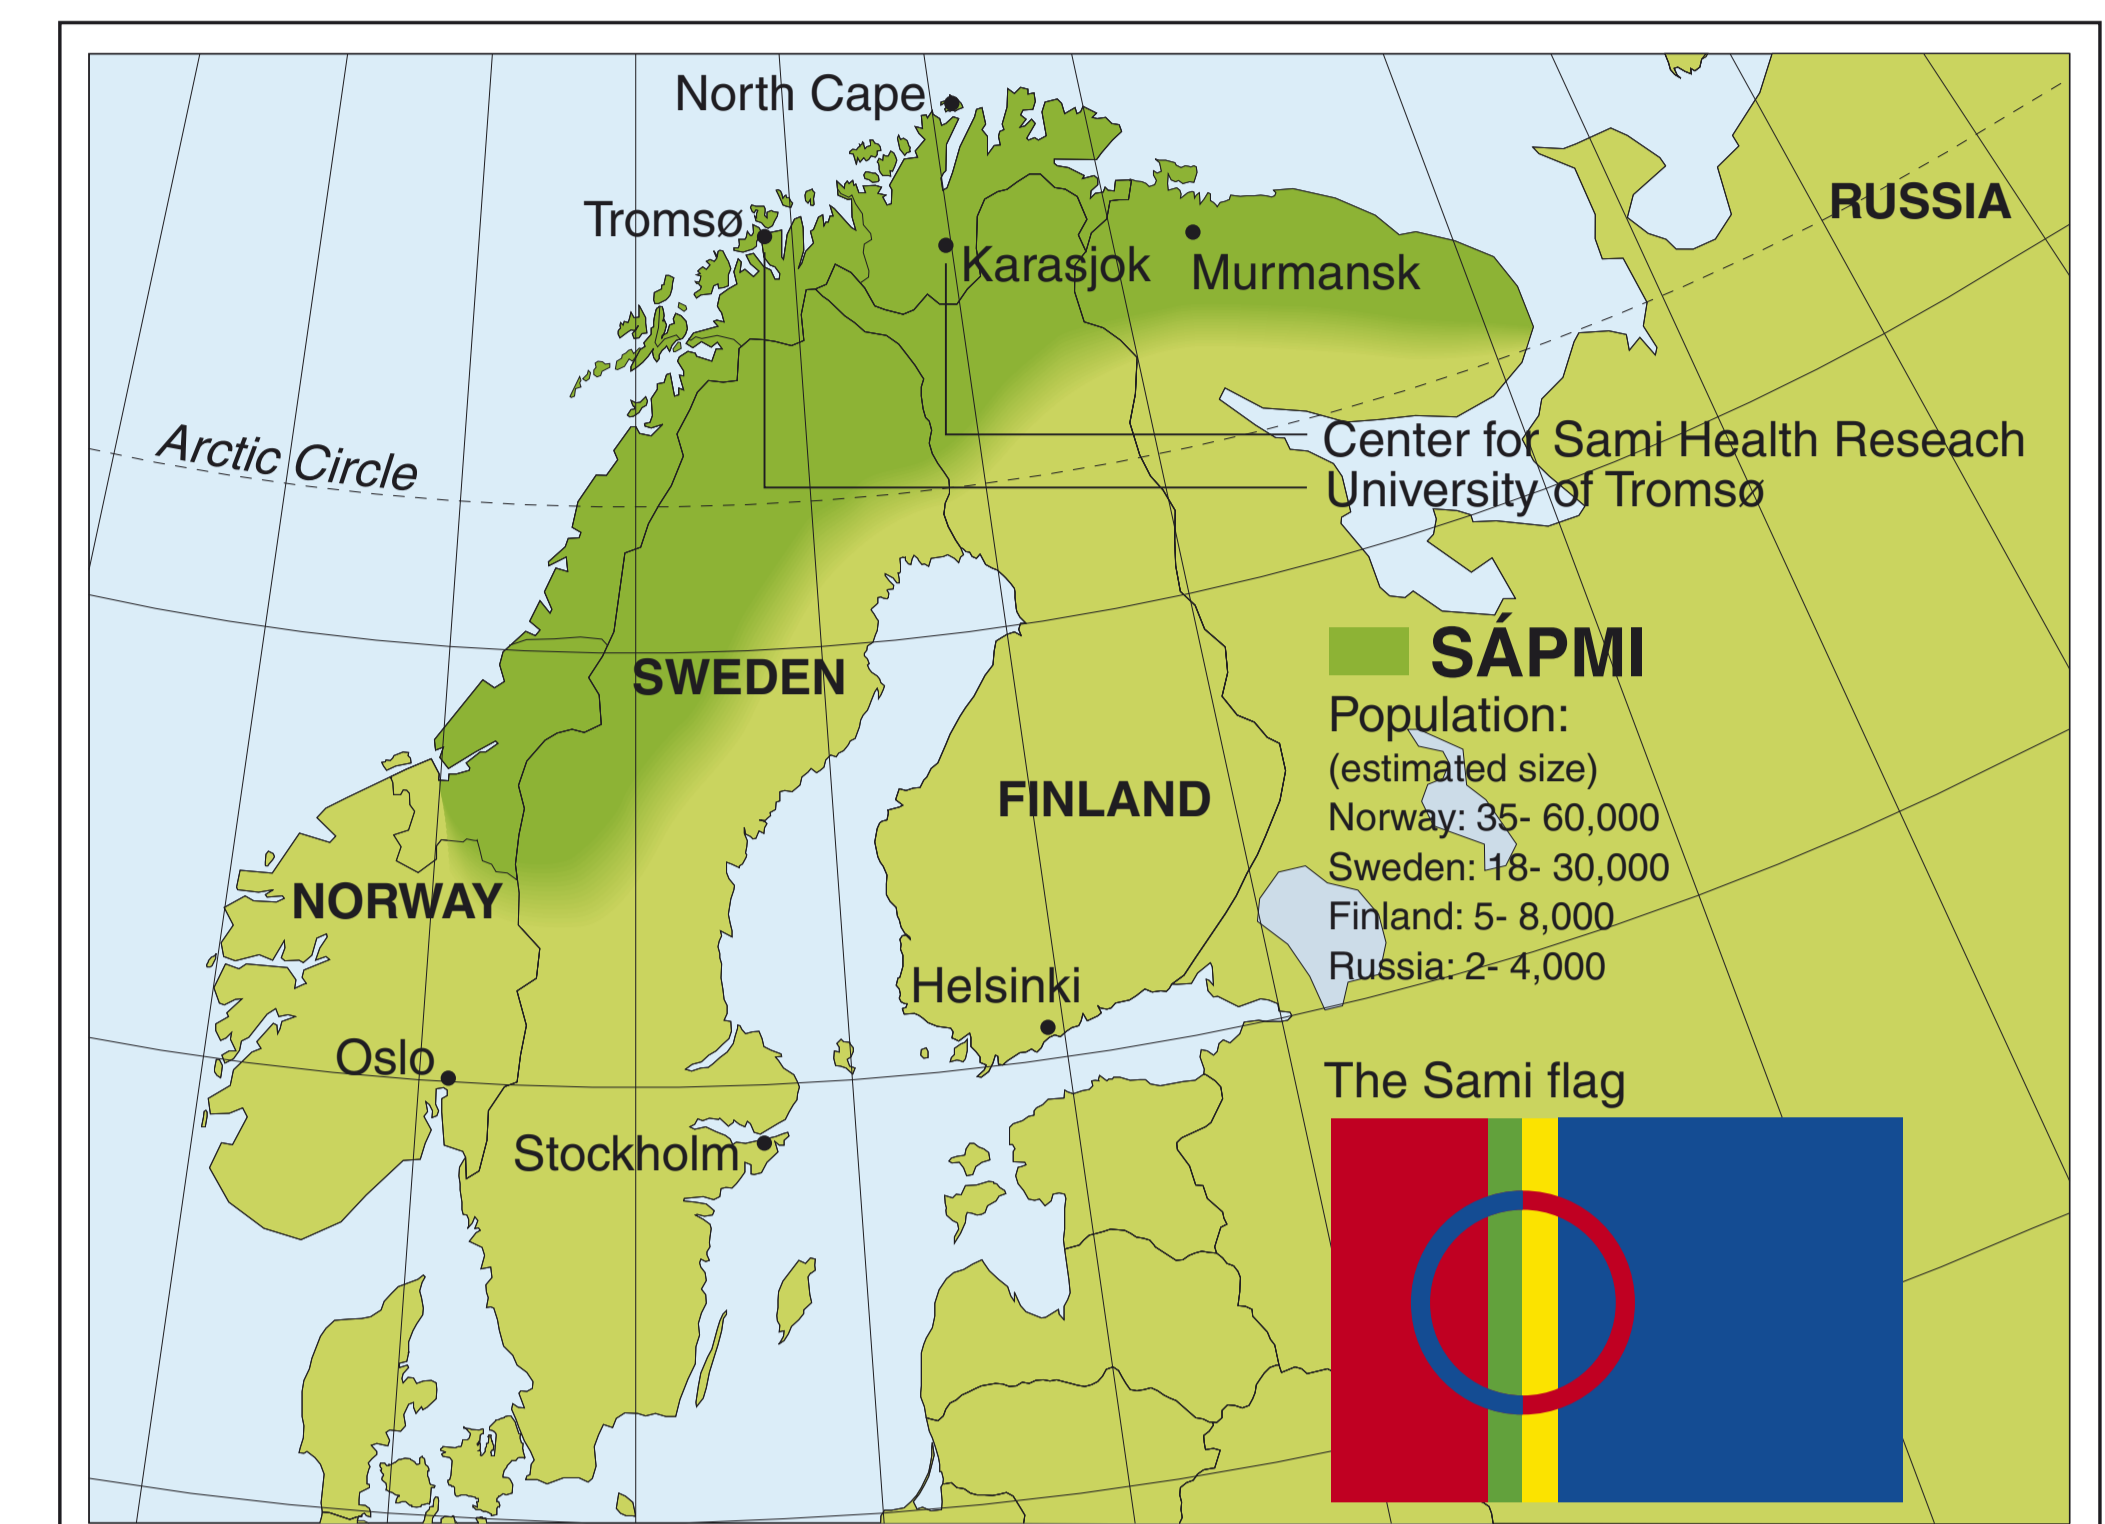 North Cape
RUSSIA
Tromsø
Karasjok
Murmansk
Arctic Circle
Center for Sami Health Reseach
University of Tromsø
SÁPMI
SWEDEN
Population:
(estimated size)
FINLAND
Norway: 35- 60,000
Sweden: 18- 30,000
NORWAY
Finland: 5- 8,000
Russia: 2- 4,000
Helsinki
Oslo
The Sami flag
Stockholm